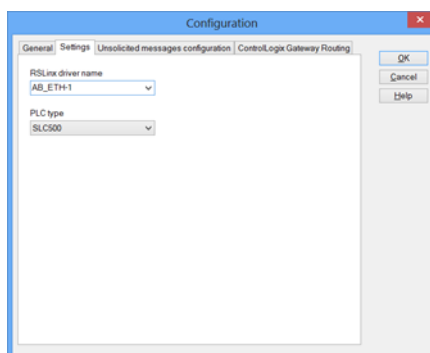 Configuration
General Settings Unsolicited messages configuration ControlLogix Gateway Routing
OK
Cancel
Help
RSLinx driver name
AB_ETH-1
PLC type
SLC500